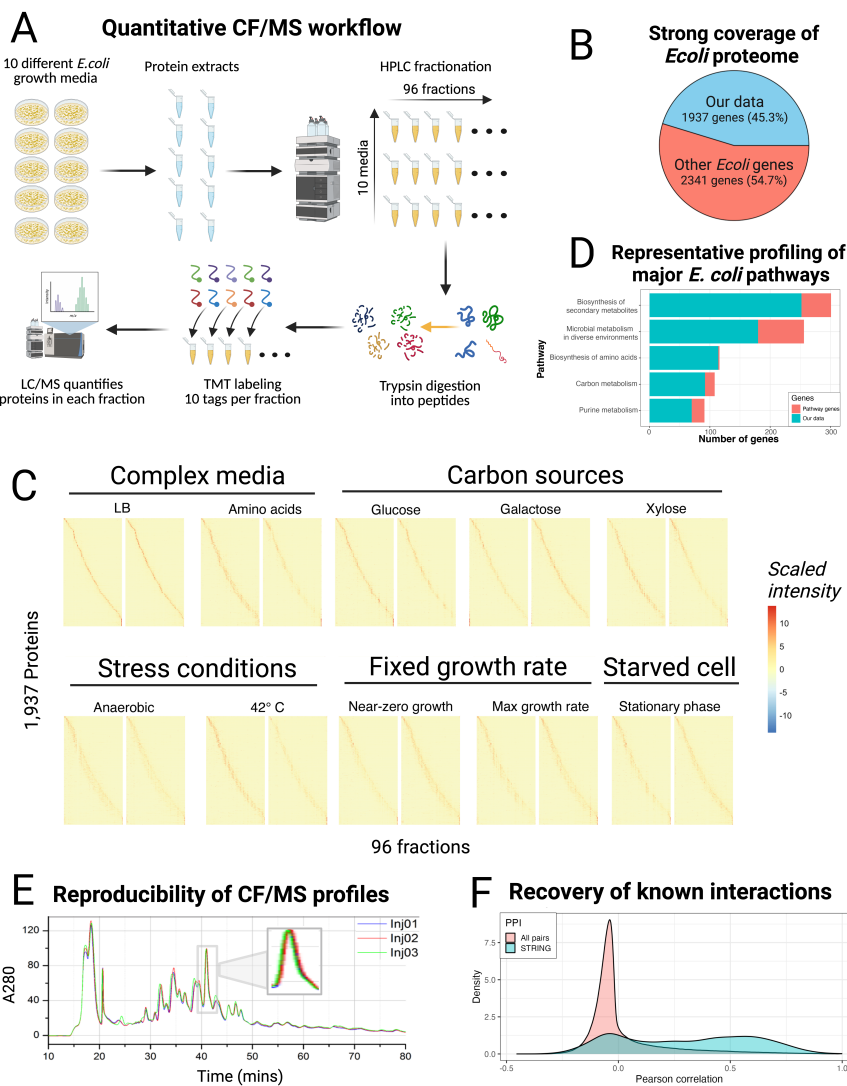 A
Quantitative CF/MS workflow
10 different E.coli
growth media
Protein extracts
HPLC fractionation
96 fractions
10 media
LC/MS quantifies
proteins in each fraction
TMT labeling
10 tags per fraction
Trypsin digestion
into peptides
B
Strong coverage of
Ecoli proteome
Our data
1937 genes (45.3%)
Other Ecoli genes
2341 genes (54.7%)
D
Representative profiling of
major E. coli pathways
Pathway
Biosynthesis of
secondary metabolites
Microbial metabolism
in diverse environments
Biosynthesis of amino acids
Carbon metabolism
Purine metabolism
Genes
Pathway genes
Our data
0 100 200 300
Number of genes
C
Complex media
Carbon sources
LB
Amino acids
Glucose
Galactose
Xylose
1,937 Proteins
Stress conditions
Fixed growth rate
Starved cell
Anaerobic
42° C
Near-zero growth
Max growth rate
Stationary phase
96 fractions
Scaled
intensity
10
5
0
-5
-10
E
Reproducibility of CF/MS profiles
A280
120
80
40
0
Inj01
Inj02
Inj03
10 20 30 40 50 60 70 80
Time (mins)
F
Recovery of known interactions
PPI
All pairs
STRING
Density
7.5
5.0
2.5
0.0
-0.5 0.0 0.5 1.0
Pearson correlation